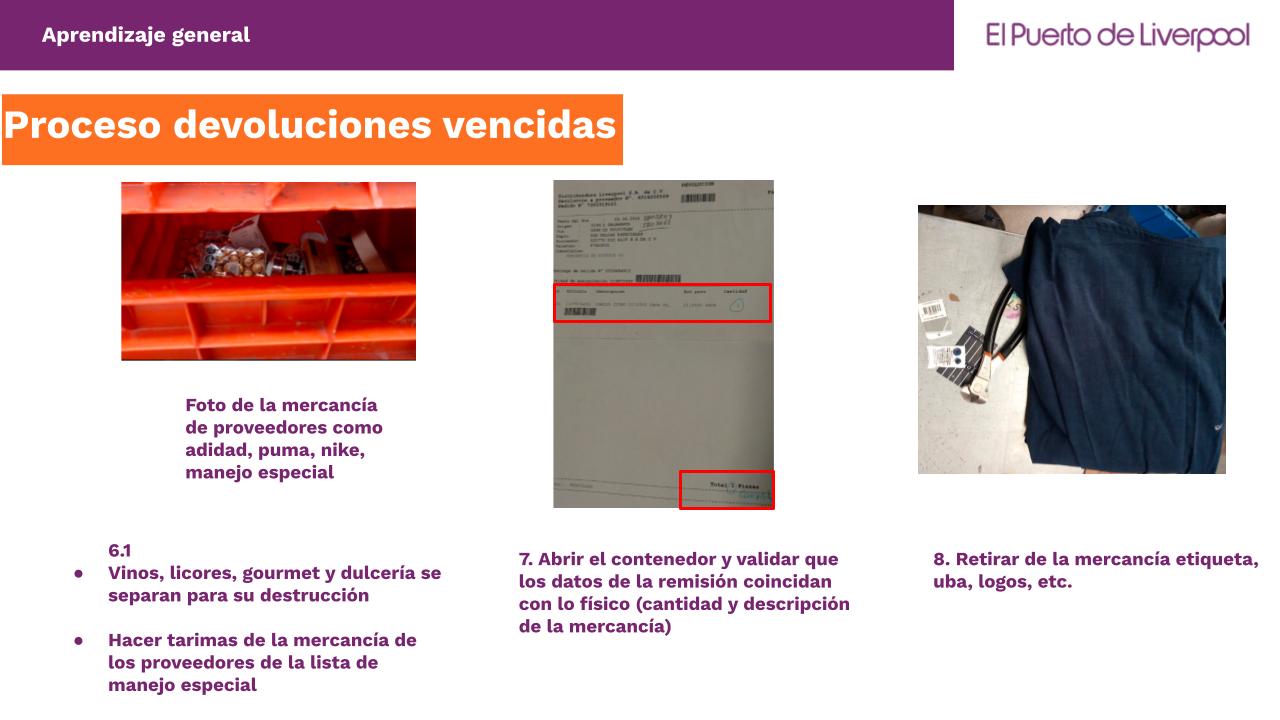 Aprendizaje general
El Puerto de Liverpool
Proceso devoluciones vencidas
DEVOLUCION
Distribuidora Liverpool S.A. de C.V
Cantidad
Total
Foto de la mercancía
de proveedores como
adidad, puma, nike,
manejo especial
6.1
● Vinos, licores, gourmet y dulcería se
separan para su destrucción
● Hacer tarimas de la mercancía de
los proveedores de la lista de
manejo especial
7. Abrir el contenedor y validar que
los datos de la remisión coincidan
con lo físico (cantidad y descripción
de la mercancía)
8. Retirar de la mercancía etiqueta,
uba, logos, etc.